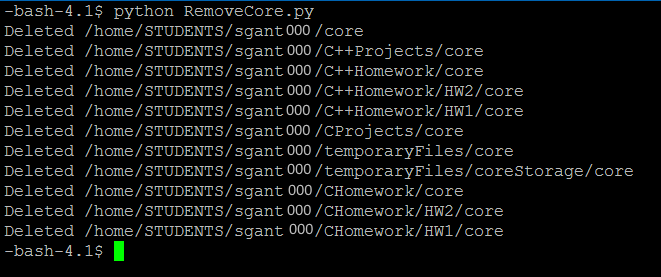 -bash-4.1$ python RemoveCore.py
Deleted /home/STUDENTS/sgant000/core
Deleted /home/STUDENTS/sgant000/C++Projects/core
Deleted /home/STUDENTS/sgant000/C++Homework/core
Deleted /home/STUDENTS/sgant000/C++Homework/HW2/core
Deleted /home/STUDENTS/sgant000/C++Homework/HW1/core
Deleted /home/STUDENTS/sgant000/CProjects/core
Deleted /home/STUDENTS/sgant000/temporaryFiles/core
Deleted /home/STUDENTS/sgant000/temporaryFiles/coreStorage/core
Deleted /home/STUDENTS/sgant000/CHomework/core
Deleted /home/STUDENTS/sgant000/CHomework/HW2/core
Deleted /home/STUDENTS/sgant000/CHomework/HW1/core
-bash-4.1$